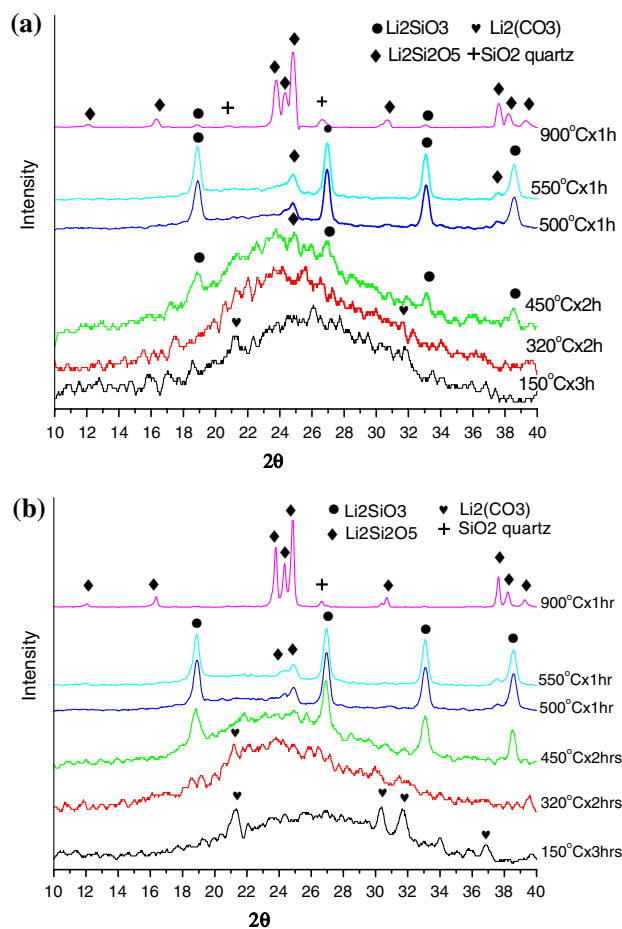 (a)
●Li2SiO3 ♥ Li2(CO3)
♦Li2Si2O5 +SiO2 quartz
Intensity
900°Cx1h
550°Cx1h
500°Cx1h
450°Cx2h
320°Cx2h
150°Cx3h
10 12 14 16 18 20 22 24 26 28 30 32 34 36 38 40
2θ
(b)
● Li2SiO3 ♥ Li2(CO3)
♦ Li2Si2O5 + SiO2 quartz
Intensity
900°Cx1hr
550°Cx1hr
500°Cx1hr
450°Cx2hrs
320°Cx2hrs
150°Cx3hrs
10 12 14 16 18 20 22 24 26 28 30 32 34 36 38 40
2θ